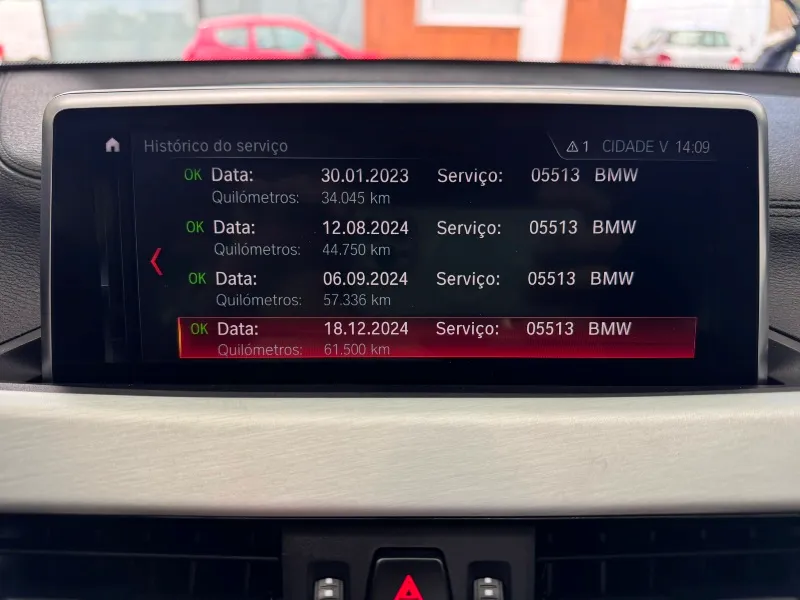 Histórico do serviço
⚠1 CIDADE V 14:09
OK Data: 30.01.2023 Serviço: 05513 BMW
Quilómetros: 34.045 km
OK Data: 12.08.2024 Serviço: 05513 BMW
Quilómetros: 44.750 km
OK Data: 06.09.2024 Serviço: 05513 BMW
Quilómetros: 57.336 km
OK Data: 18.12.2024 Serviço: 05513 BMW
Quilómetros: 61.500 km